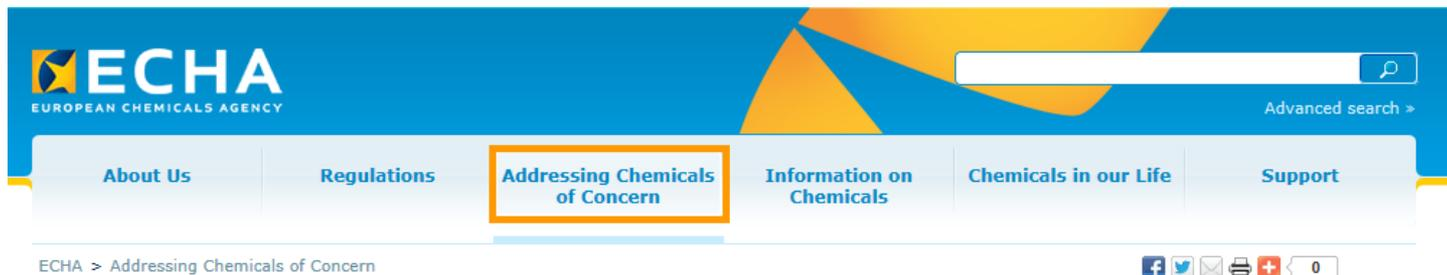 ECHA
EUROPEAN CHEMICALS AGENCY
Advanced search »
About Us
Regulations
Addressing Chemicals
of Concern
Information on
Chemicals
Chemicals in our Life
Support
ECHA > Addressing Chemicals of Concern
0